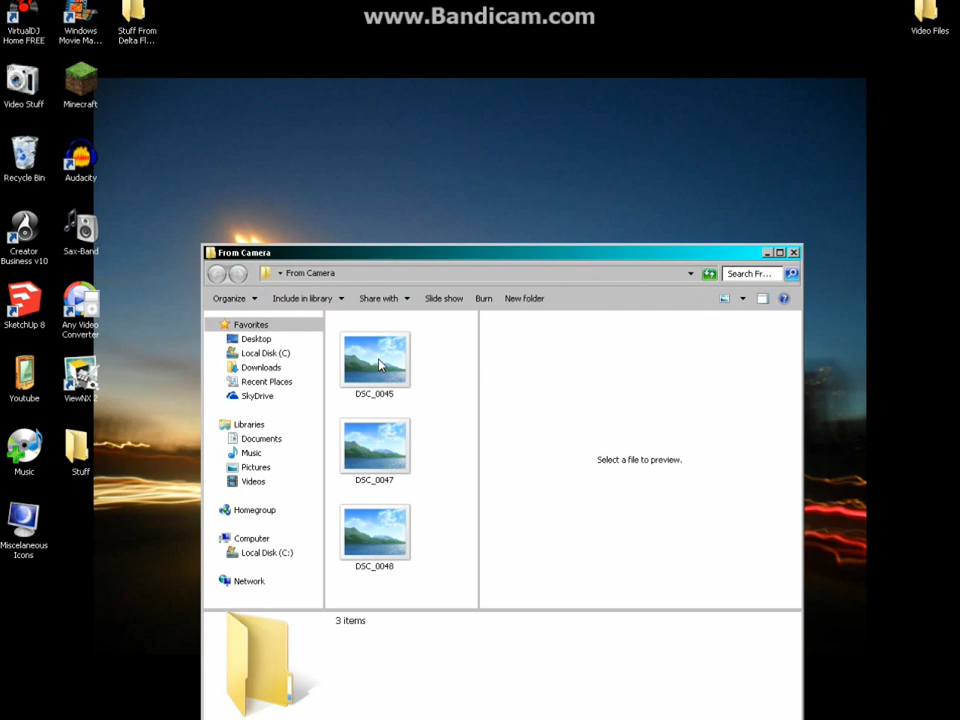 www.Bandicam.com
VirtualDJ
Home FREE
Windows
Movie Ma...
Stuff From
Delta Fl...
Video Files
Video Stuff
Minecraft
Recycle Bin
Audacity
Creator
Business v10
Sax-Band
SketchUp 8
Any Video
Converter
Youtube
ViewNX 2
Music
Stuff
Miscelaneous
Icons
From Camera
From Camera
Search Fr...
Organize
Include in library
Share with
Slide show
Burn
New folder
Favorites
Desktop
Local Disk (C)
Downloads
Recent Places
SkyDrive
Libraries
Documents
Music
Pictures
Videos
Homegroup
Computer
Local Disk (C:)
Network
DSC_0045
DSC_0047
DSC_0048
Select a file to preview.
3 items